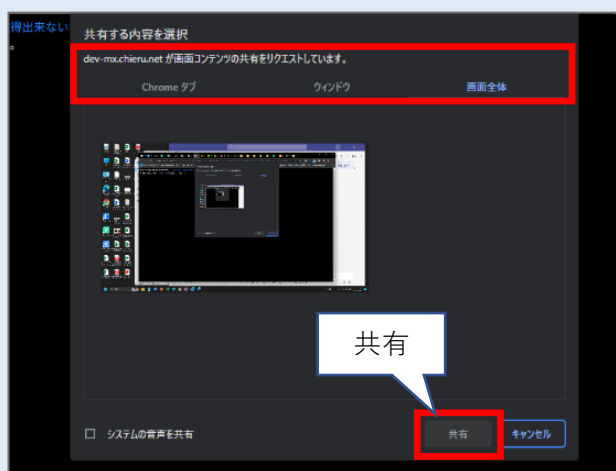 得出来ない
。
共有する内容を選択
dev-mx.chieru.net が画面コンテンツの共有をリクエストしています。
Chrome タブ
ウィンドウ
画面全体
共有
システムの音声を共有
共有
キャンセル